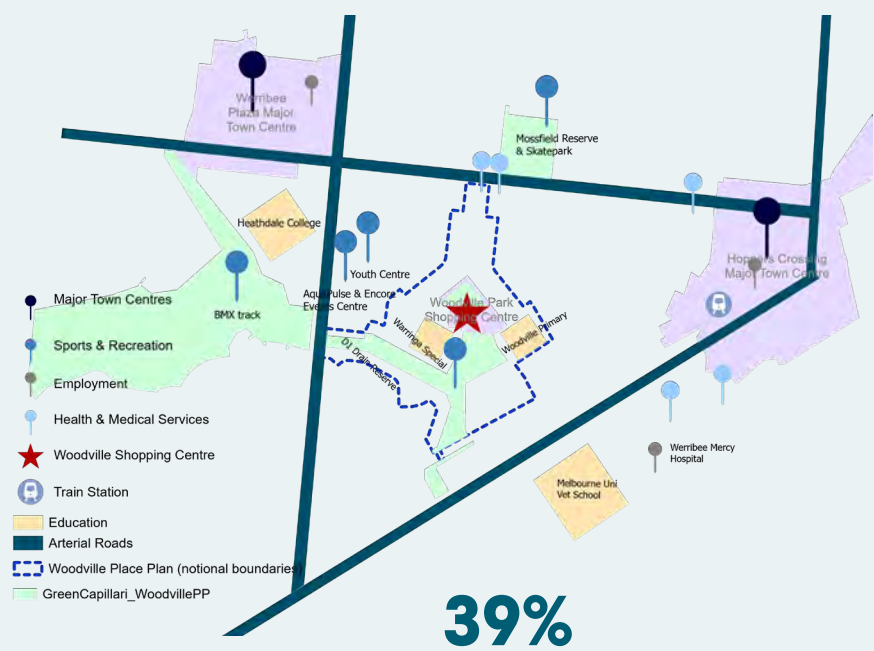 Werribee
Plaza Major
Town Centre
Mossfield Reserve
& Skatepark
Heathdale College
Youth Centre
AquaPulse & Encore
Events Centre
BMX track
Woodville Park
Shopping Centre
Warringa Special
Woodville Primary
D1 Drain Reserve
Hoppers Crossing
Major Town Centre
Werribee Mercy
Hospital
Melbourne Uni
Vet School
Major Town Centres
Sports & Recreation
Employment
Health & Medical Services
Woodville Shopping Centre
Train Station
Education
Arterial Roads
Woodville Place Plan (notional boundaries)
GreenCapillari_WoodvillePP
39%